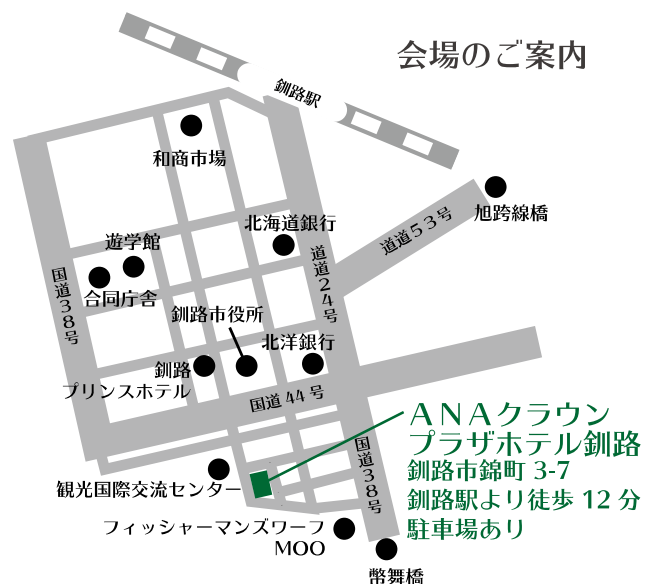 会場のご案内
釧路駅
和商市場
旭跨線橋
北海道銀行
道道53号
遊学館
道道24号
国道38号
合同庁舎
釧路市役所
北洋銀行
釧路
プリンスホテル
国道44号
ANAクラウン
プラザホテル釧路
釧路市錦町 3-7
釧路駅より徒歩 12 分
駐車場あり
国道38号
観光国際交流センター
フィッシャーマンズワーフ
MOO
幣舞橋